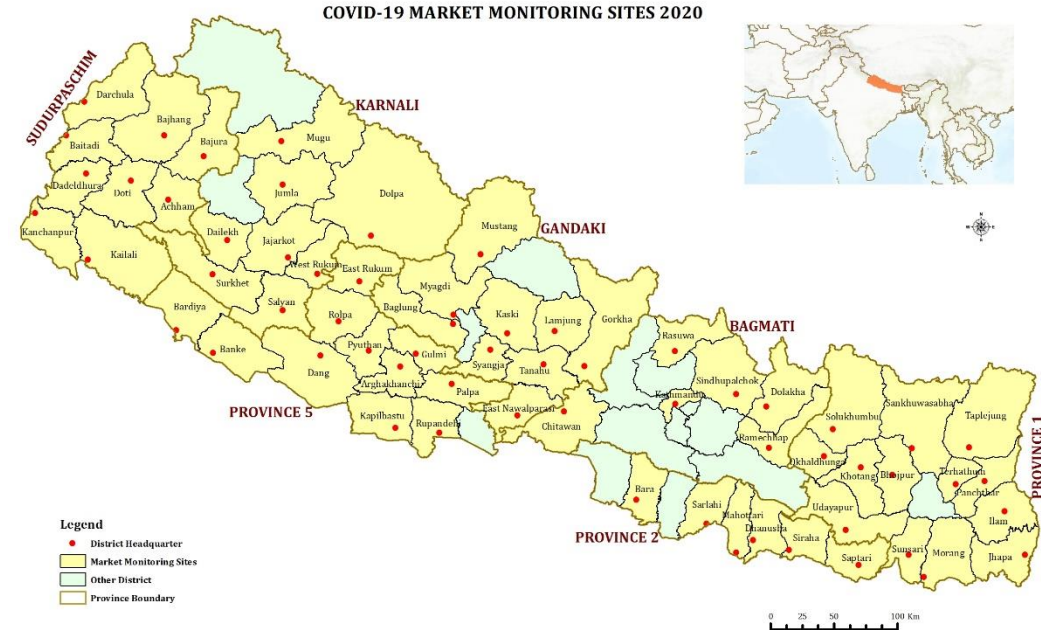 COVID-19 MARKET MONITORING SITES 2020
SUDURPASCHIM
Darchula
Bajhang
KARNALI
Baitadi
Bajura
Mugu
Dadeldhura
Doti
Jumla
Dolpa
Achham
Kanchanpur
Dailekh
Jajarkot
Mustang
GANDAKI
Kailali
West Rukum
East Rukum
Surkhet
Myagdi
Bardiya
Salyan
Baglung
Kaski
Lamjung
Gorkha
Rolpa
BAGMATI
Rasuwa
Banke
Pyuthan
Gulmi
Syangja
Tanahu
Dang
Arghakhanchi
Palpa
Sindhupalchok
Dolakha
Sankhuwasabha
Taplejung
PROVINCE 5
Kapilbastu
Rupandehi
East Nawalparasi
Chitawan
Kashmandu
Solukhumbu
Ramechhap
Okhaldhunga
Khotang
Bhojpur
Terhathum
Panchthar
PROVINCE 1
Bara
Sarlahi
Mahottari
Dhanusha
Siraha
Udayapur
Ilam
PROVINCE 2
Saptari
Sunsari
Morang
Jhapa
Legend
District Headquarter
Market Monitoring Sites
Other District
Province Boundary
0 25 50 100 Km